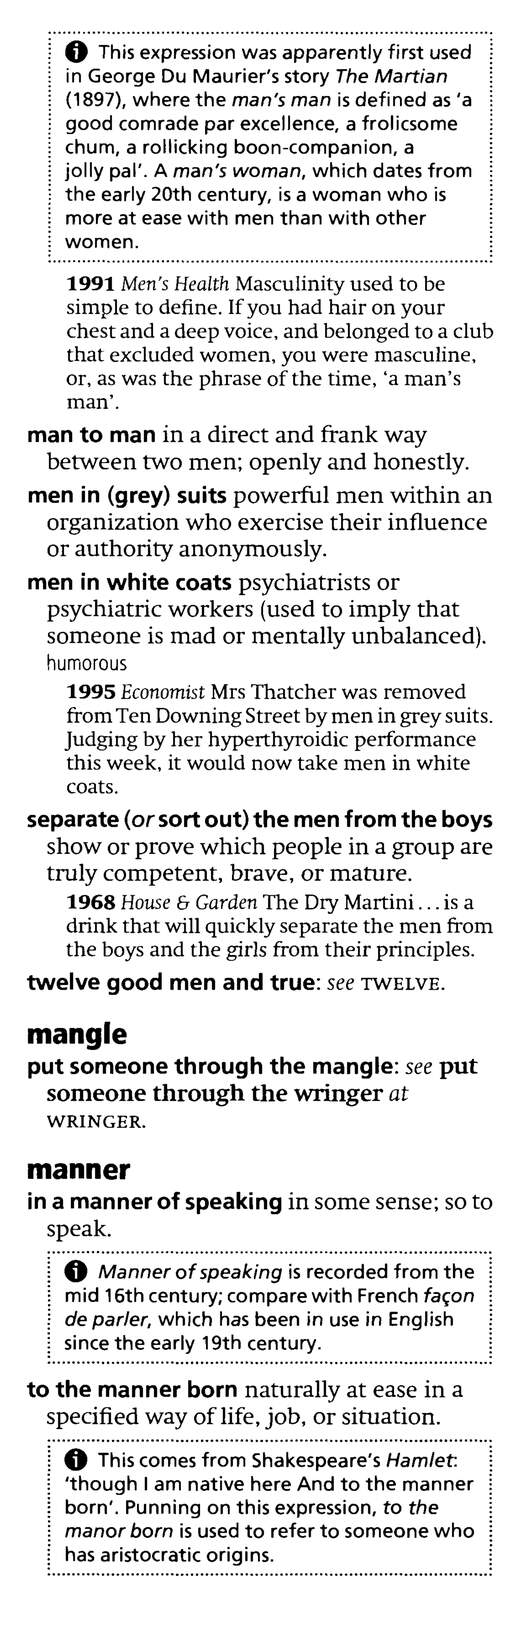 This expression was apparently first used
in George Du Maurier's story The Martian
(1897), where the man's man is defined as 'a
good comrade par excellence, a frolicsome
chum, a rollicking boon-companion, a
jolly pal'. A man's woman, which dates from
the early 20th century, is a woman who is
more at ease with men than with other
women.
1991 Men's Health Masculinity used to be
simple to define. If you had hair on your
chest and a deep voice, and belonged to a club
that excluded women, you were masculine,
or, as was the phrase of the time, 'a man's
man'.
man to man in a direct and frank way
between two men; openly and honestly.
men in (grey) suits powerful men within an
organization who exercise their influence
or authority anonymously.
men in white coats psychiatrists or
psychiatric workers (used to imply that
someone is mad or mentally unbalanced).
humorous
1995 Economist Mrs Thatcher was removed
from Ten Downing Street by men in grey suits.
Judging by her hyperthyroidic performance
this week, it would now take men in white
coats.
separate (or sort out) the men from the boys
show or prove which people in a group are
truly competent, brave, or mature.
1968 House & Garden The Dry Martini ... is a
drink that will quickly separate the men from
the boys and the girls from their principles.
twelve good men and true: see TWELVE.
mangle
put someone through the mangle: see put
someone through the wringer at
WRINGER.
manner
in a manner of speaking in some sense; so to
speak.
Manner of speaking is recorded from the
mid 16th century; compare with French façon
de parler, which has been in use in English
since the early 19th century.
to the manner born naturally at ease in a
specified way of life, job, or situation.
This comes from Shakespeare's Hamlet:
'though I am native here And to the manner
born'. Punning on this expression, to the
manor born is used to refer to someone who
has aristocratic origins.